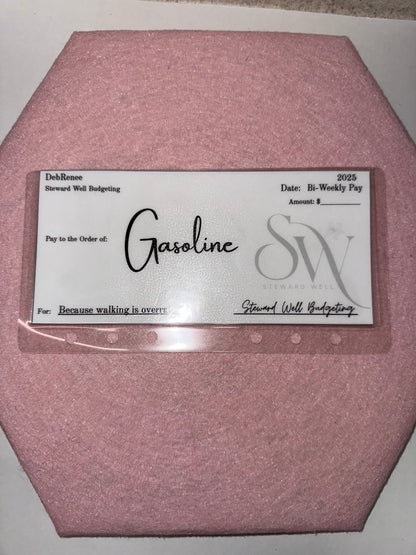 DebRenee
2025
Steward Well Budgeting
Date: Bi-Weekly Pay
Amount: $
Pay to the Order of:
Gasoline
SW
STEWARD WELL
For: Because walking is
Steward Well Budgeting